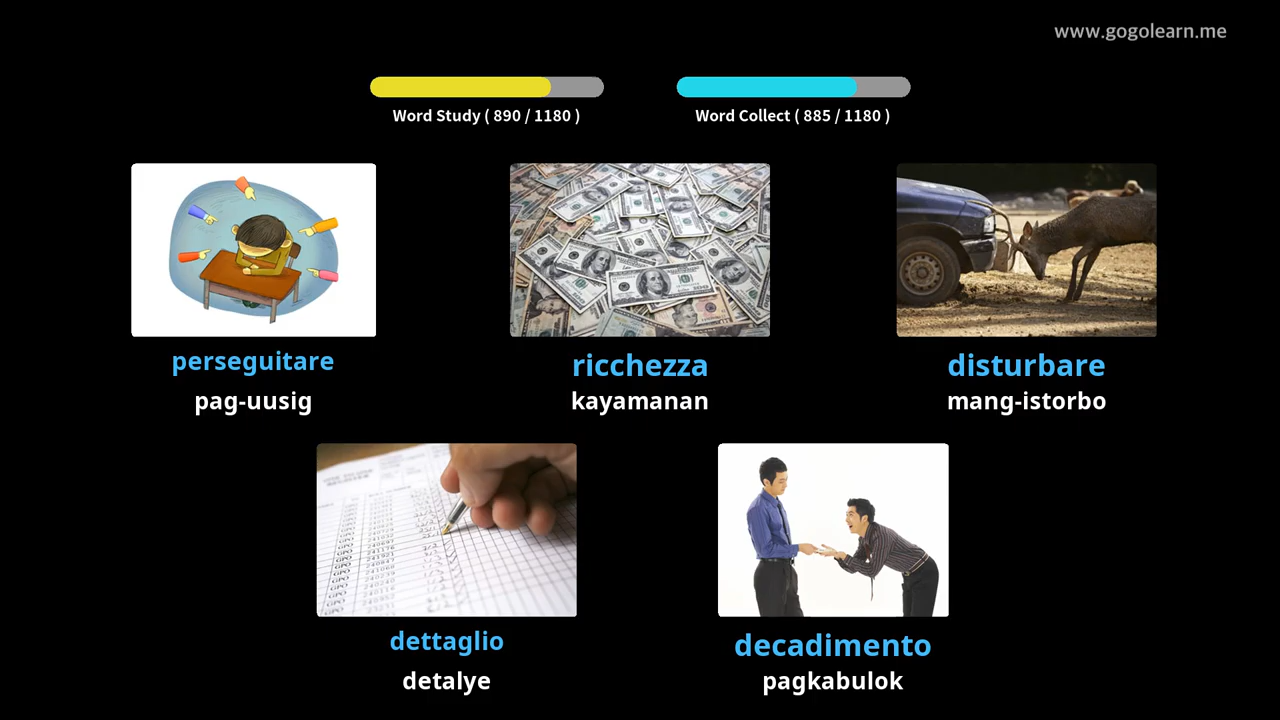 www.gogolearn.me
Word Study ( 890 / 1180 )
Word Collect ( 885 / 1180 )
perseguitare
pag-uusig
ricchezza
kayamanan
disturbare
mang-istorbo
dettaglio
detalye
decadimento
pagkabulok